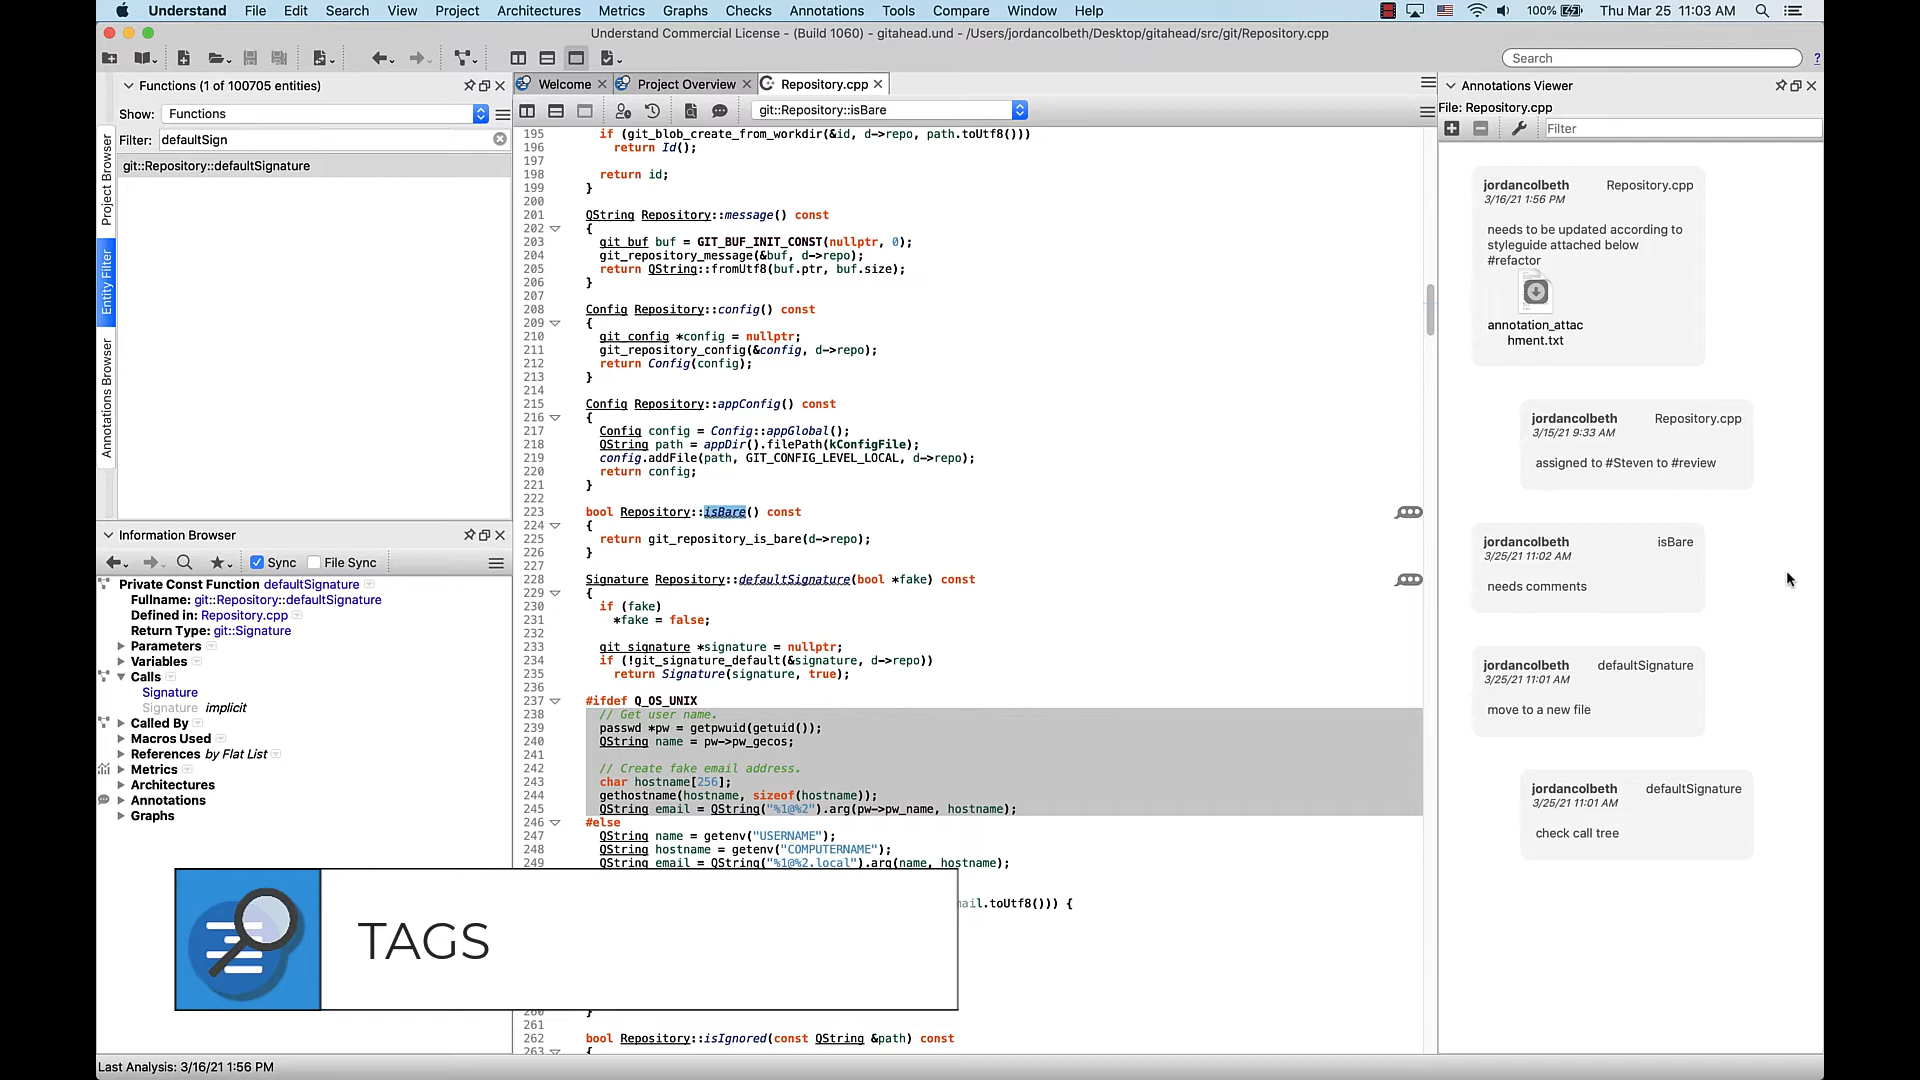 Understand File Edit Search View Project Architectures Metrics Graphs Checks Annotations Tools Compare Window Help 100% Thu Mar 25 11:03 AM
Understand Commercial License - (Build 1060) - gitahead.und - /Users/jordancolbeth/Desktop/gitahead/src/git/Repository.cpp
Search ?
Functions (1 of 100705 entities)
Show: Functions
Filter: defaultSign
git::Repository::defaultSignature
Project Browser
Entity Filter
Annotations Browser
Information Browser
Sync File Sync
Private Const Function defaultSignature
Fullname: git::Repository::defaultSignature
Defined in: Repository.cpp
Return Type: git::Signature
Parameters
Variables
Calls
Signature
Signature implicit
Called By
Macros Used
References by Flat List
Metrics
Architectures
Annotations
Graphs
Welcome Project Overview Repository.cpp
git::Repository::isBare
195 if (git_blob_create_from_workdir(&id, d->repo, path.toUtf8()))
196 return Id();
197
198 return id;
199 }
200
201 QString Repository::message() const
202 {
203 git_buf buf = GIT_BUF_INIT_CONST(nullptr, 0);
204 git_repository_message(&buf, d->repo);
205 return QString::fromUtf8(buf.ptr, buf.size);
206 }
207
208 Config Repository::config() const
209 {
210 git_config *config = nullptr;
211 git_repository_config(&config, d->repo);
212 return Config(config);
213 }
214
215 Config Repository::appConfig() const
216 {
217 Config config = Config::appGlobal();
218 QString path = appDir().filePath(kConfigFile);
219 config.addFile(path, GIT_CONFIG_LEVEL_LOCAL, d->repo);
220 return config;
221 }
222
223 bool Repository::isBare() const
224 {
225 return git_repository_is_bare(d->repo);
226 }
227
228 Signature Repository::defaultSignature(bool *fake) const
229 {
230 if (fake)
231 *fake = false;
232
233 git_signature *signature = nullptr;
234 if (!git_signature_default(&signature, d->repo))
235 return Signature(signature, true);
236
237 #ifdef Q_OS_UNIX
238 // Get user name.
239 passwd *pw = getpwuid(getuid());
240 QString name = pw->pw_gecos;
241
242 // Create fake email address.
243 char hostname[256];
244 gethostname(hostname, sizeof(hostname));
245 QString email = QString("%1@%2").arg(pw->pw_name, hostname);
246 #else
247 QString name = getenv("USERNAME");
248 QString hostname = getenv("COMPUTERNAME");
249 QString email = QString("%1@%2.local").arg(name, hostname);
mail.toUtf8())) {
260 }
261
262 bool Repository::isIgnored(const QString &path) const
263 {
Annotations Viewer
File: Repository.cpp
Filter
jordancolbeth Repository.cpp
3/16/21 1:56 PM
needs to be updated according to
styleguide attached below
#refactor
annotation_attac
hment.txt
jordancolbeth Repository.cpp
3/15/21 9:33 AM
assigned to #Steven to #review
jordancolbeth isBare
3/25/21 11:02 AM
needs comments
jordancolbeth defaultSignature
3/25/21 11:01 AM
move to a new file
jordancolbeth defaultSignature
3/25/21 11:01 AM
check call tree
TAGS
Last Analysis: 3/16/21 1:56 PM